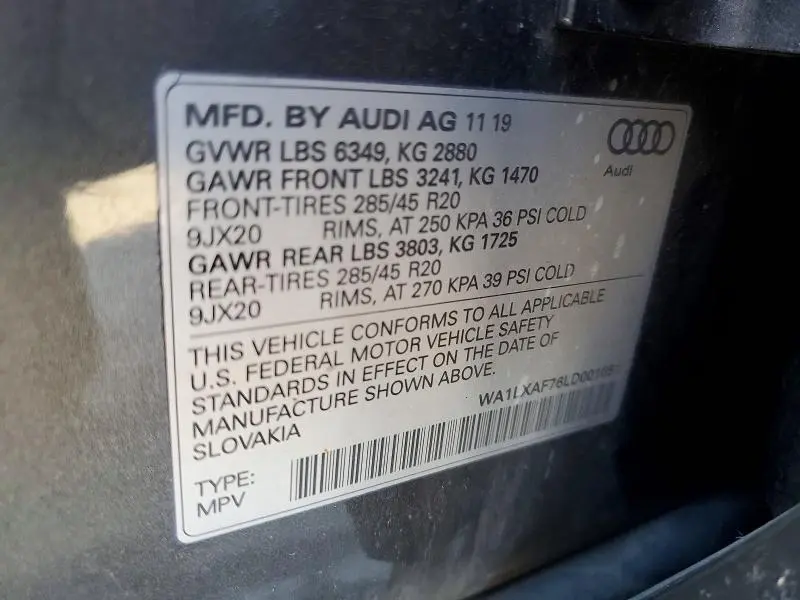 MFD. BY AUDI AG 11 19
GVWR LBS 6349, KG 2880
GAWR FRONT LBS 3241, KG 1470
FRONT-TIRES 285/45 R20
9JX20 RIMS, AT 250 KPA 36 PSI COLD
GAWR REAR LBS 3803, KG 1725
REAR-TIRES 285/45 R20
9JX20 RIMS, AT 270 KPA 39 PSI COLD
THIS VEHICLE CONFORMS TO ALL APPLICABLE
U.S. FEDERAL MOTOR VEHICLE SAFETY
STANDARDS IN EFFECT ON THE DATE OF
MANUFACTURE SHOWN ABOVE.
SLOVAKIA
TYPE:
MPV
Audi